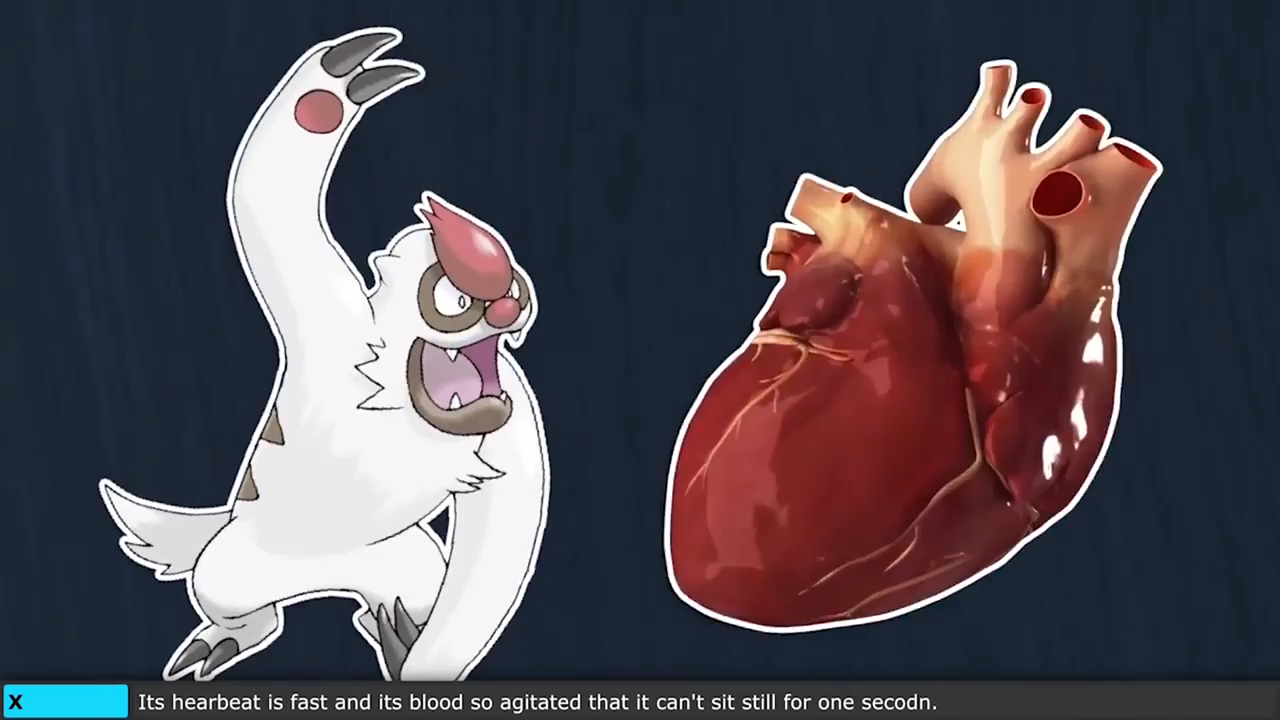 X Its hearbeat is fast and its blood so agitated that it can't sit still for one secodn.